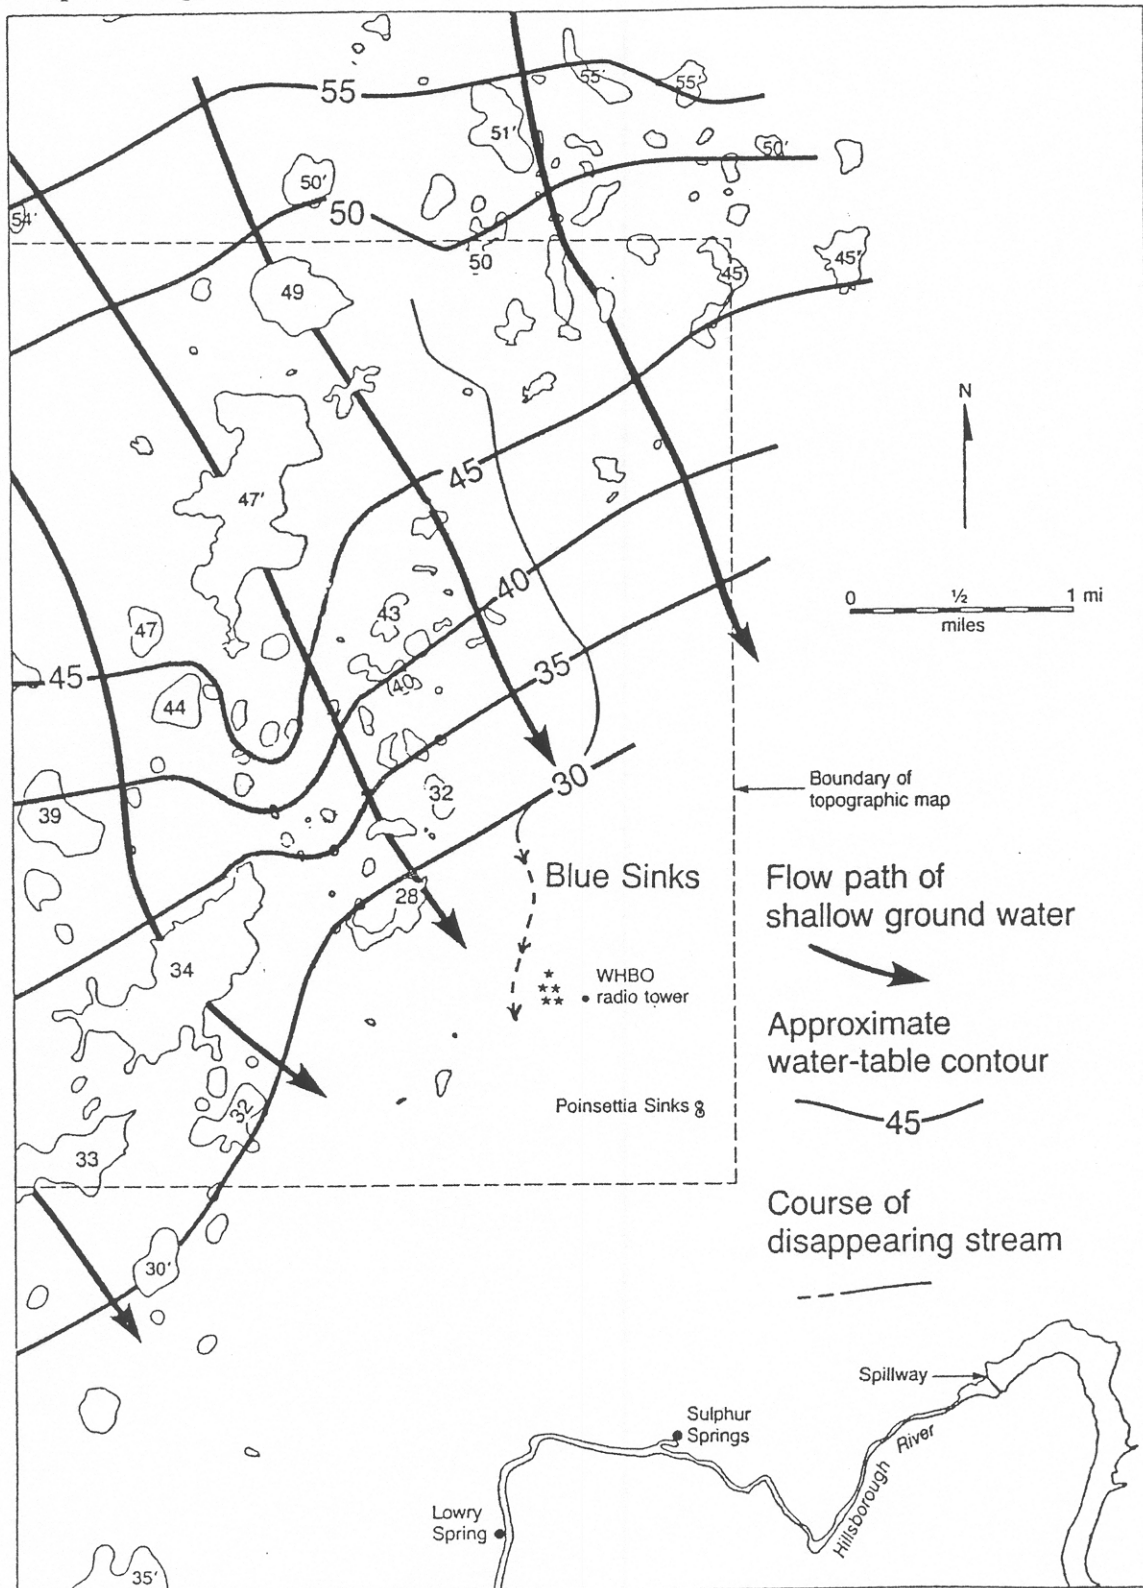 55
55'
55'
51'
50'
50'
50
54'
50
45'
45'
49
N
45
47'
0 ½ 1 mi
miles
40
43
47
35
45
40
44
30
Boundary of
topographic map
32
39
Blue Sinks
Flow path of
shallow ground water
28
34
WHBO
radio tower
Approximate
water-table contour
45
Poinsettia Sinks
32
33
Course of
disappearing stream
30'
Spillway
Sulphur
Springs
Hillsborough River
Lowry
Spring
35'